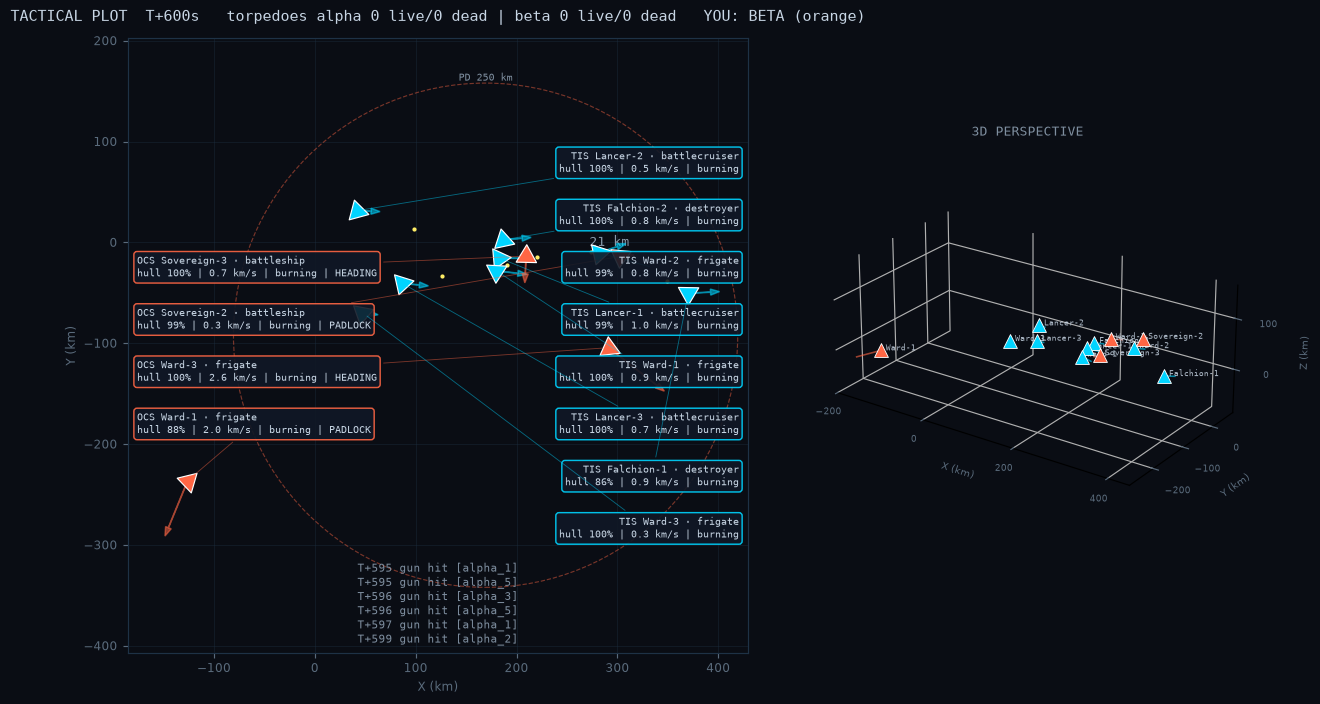 TACTICAL PLOT  T+600s   torpedoes alpha 0 live/0 dead | beta 0 live/0 dead   YOU: BETA (orange)
200
100
0
−100
−200
−300
−400
Y (km)
−100
0
100
200
300
400
X (km)
PD 250 km
21 km
OCS Sovereign-3 · battleship
hull 100% | 0.7 km/s | burning | HEADING
OCS Sovereign-2 · battleship
hull 99% | 0.3 km/s | burning | PADLOCK
OCS Ward-3 · frigate
hull 100% | 2.6 km/s | burning | HEADING
OCS Ward-1 · frigate
hull 88% | 2.0 km/s | burning | PADLOCK
TIS Lancer-2 · battlecruiser
hull 100% | 0.5 km/s | burning
TIS Falchion-2 · destroyer
hull 100% | 0.8 km/s | burning
TIS Ward-2 · frigate
hull 99% | 0.8 km/s | burning
TIS Lancer-1 · battlecruiser
hull 99% | 1.0 km/s | burning
TIS Ward-1 · frigate
hull 100% | 0.9 km/s | burning
TIS Lancer-3 · battlecruiser
hull 100% | 0.7 km/s | burning
TIS Falchion-1 · destroyer
hull 86% | 0.9 km/s | burning
TIS Ward-3 · frigate
hull 100% | 0.3 km/s | burning
T+595 gun hit [alpha_1]
T+595 gun hit [alpha_5]
T+596 gun hit [alpha_3]
T+596 gun hit [alpha_5]
T+597 gun hit [alpha_1]
T+599 gun hit [alpha_2]
3D PERSPECTIVE
Lancer-2
Lancer-3
Sovereign-2
Ward-1
Falchion-1
−200
0
200
400
X (km)
−200
−100
0
Y (km)
0
100
Z (km)